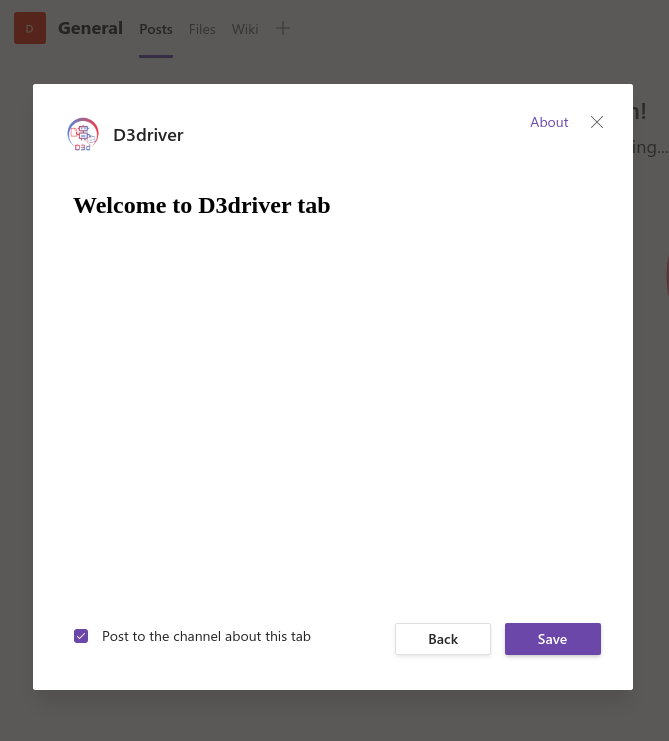 D
General
Posts
Files
Wiki
n!
ing...
About
D3d
D3driver
Welcome to D3driver tab
Post to the channel about this tab
Back
Save